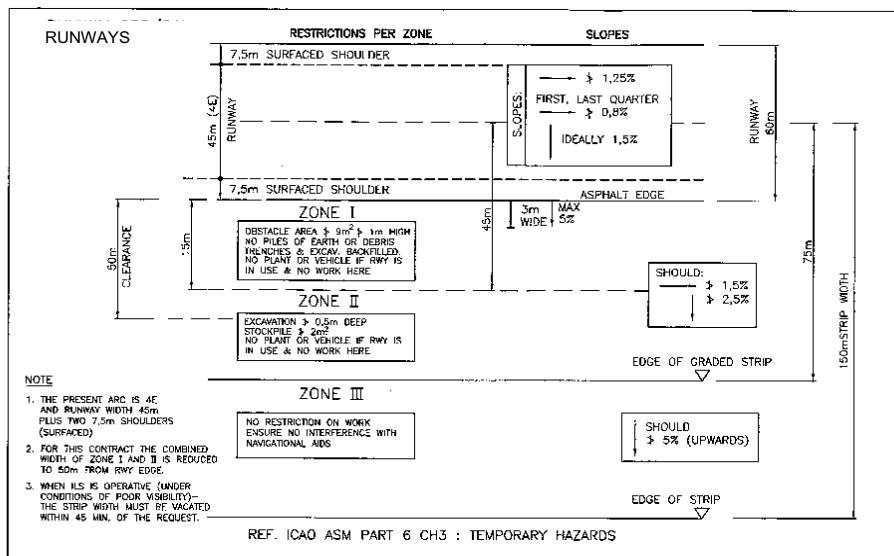 RUNWAYS
RESTRICTIONS PER ZONE
SLOPES
7,5m SURFACED SHOULDER
45m (4E)
RUNWAY
SLOPES:
≯ 1,25%
FIRST, LAST QUARTER
≯ 0,8%
IDEALLY 1,5%
RUNWAY
60m
7,5m SURFACED SHOULDER
ASPHALT EDGE
3m
WIDE
MAX
5%
45m
75m
150m STRIP WIDTH
CLEARANCE
15m
ZONE I
OBSTACLE AREA ≯ 9m² ≯ 1m HIGH
NO PILES OF EARTH OR DEBRIS
TRENCHES & EXCAV. BACKFILLED.
NO PLANT OR VEHICLE IF RWY IS
IN USE & NO WORK HERE
SHOULD:
≯ 1,5%
≯ 2,5%
ZONE II
EXCAVATION ≯ 0,5m DEEP
STOCKPILE ≯ 2m²
NO PLANT OR VEHICLE IF RWY IS
IN USE & NO WORK HERE
EDGE OF GRADED STRIP
ZONE III
NO RESTRICTION ON WORK
ENSURE NO INTERFERENCE WITH
NAVIGATIONAL AIDS
SHOULD
≯ 5% (UPWARDS)
EDGE OF STRIP
NOTE
1. THE PRESENT ARC IS 4E
AND RUNWAY WIDTH 45m
PLUS TWO 7,5m SHOULDERS
(SURFACED)
2. FOR THIS CONTRACT THE COMBINED
WIDTH OF ZONE I AND II IS REDUCED
TO 50m FROM RWY EDGE.
3. WHEN ILS IS OPERATIVE (UNDER
CONDITIONS OF POOR VISIBILITY)–
THE STRIP WIDTH MUST BE VACATED
WITHIN 45 MIN. OF THE REQUEST.
REF. ICAO ASM PART 6 CH3 : TEMPORARY HAZARDS